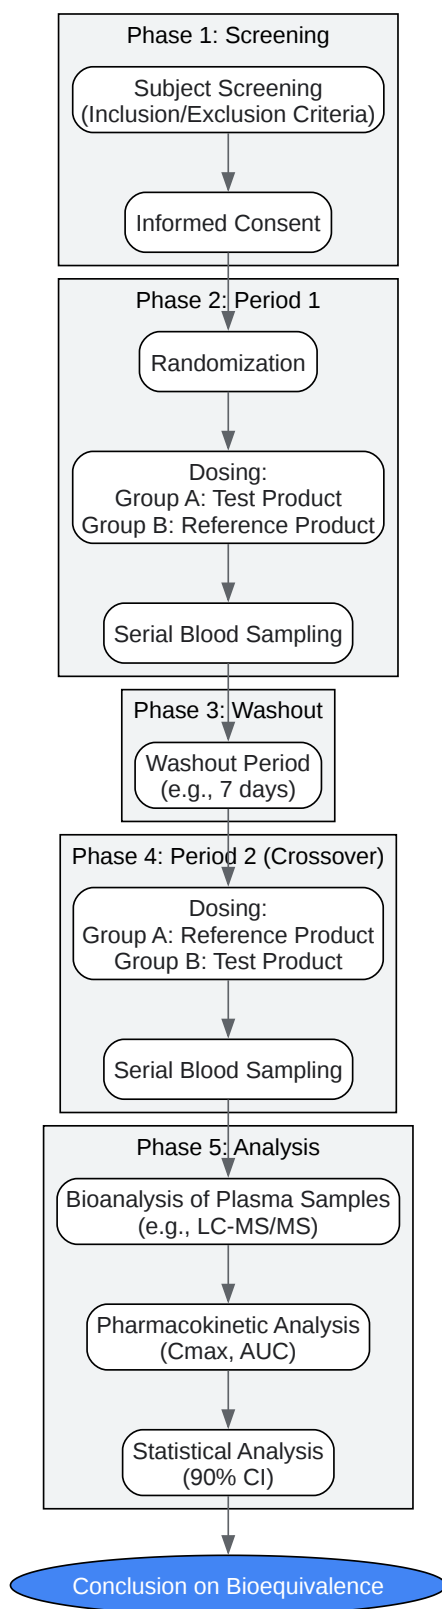 Phase 1: Screening
Subject Screening
(Inclusion/Exclusion Criteria)
Informed Consent
Phase 2: Period 1
Randomization
Dosing:
Group A: Test Product
Group B: Reference Product
Serial Blood Sampling
Phase 3: Washout
Washout Period
(e.g., 7 days)
Phase 4: Period 2 (Crossover)
Dosing:
Group A: Reference Product
Group B: Test Product
Serial Blood Sampling
Phase 5: Analysis
Bioanalysis of Plasma Samples
(e.g., LC-MS/MS)
Pharmacokinetic Analysis
(Cmax, AUC)
Statistical Analysis
(90% CI)
Conclusion on Bioequivalence